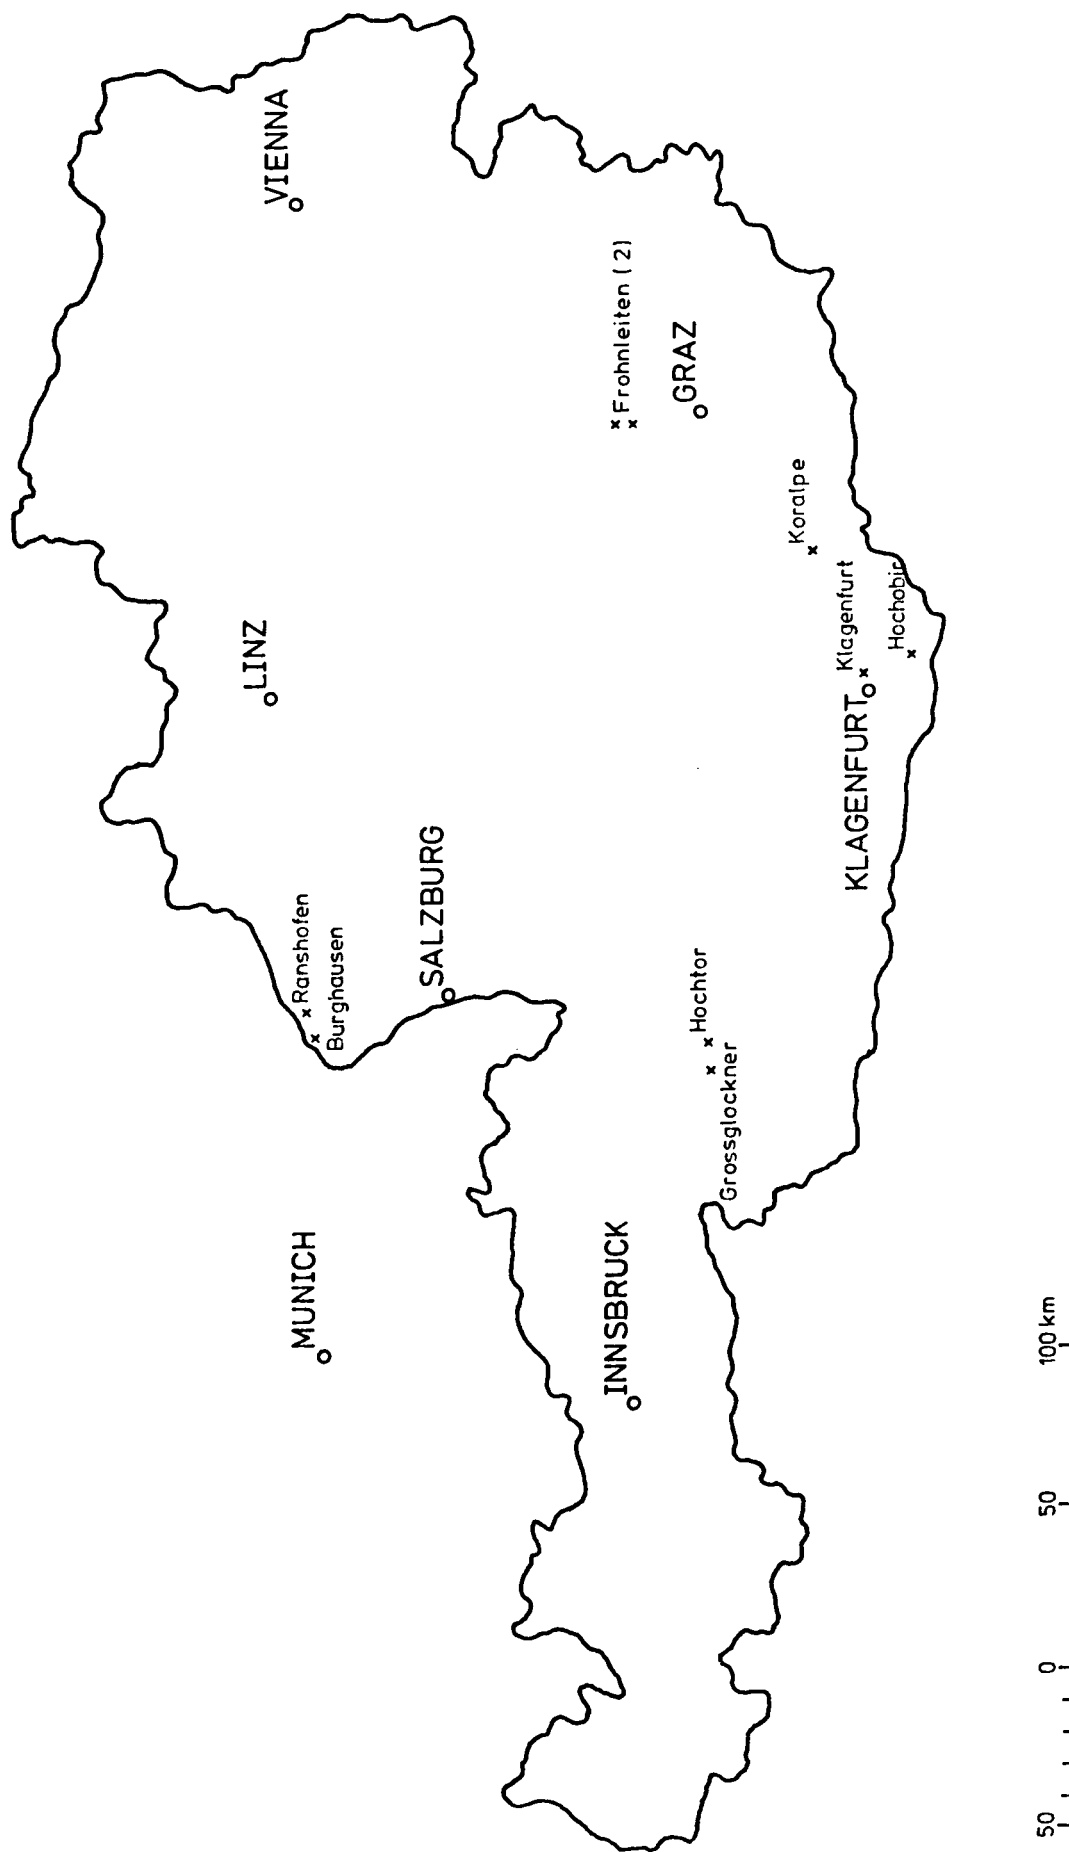 VIENNA
LINZ
MUNICH
Ranshofen
Burghausen
SALZBURG
INNSBRUCK
Frohnleiten (2)
GRAZ
Hochtor
Grossglockner
Koralpe
Klagenfurt
KLAGENFURT
Hochobir
50 0 50 100 km